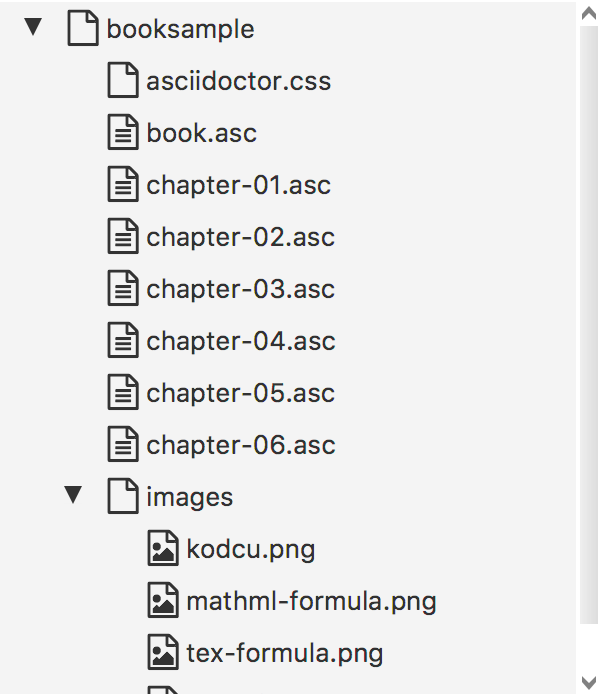 booksample
asciidoctor.css
book.asc
chapter-01.asc
chapter-02.asc
chapter-03.asc
chapter-04.asc
chapter-05.asc
chapter-06.asc
images
kodcu.png
mathml-formula.png
tex-formula.png